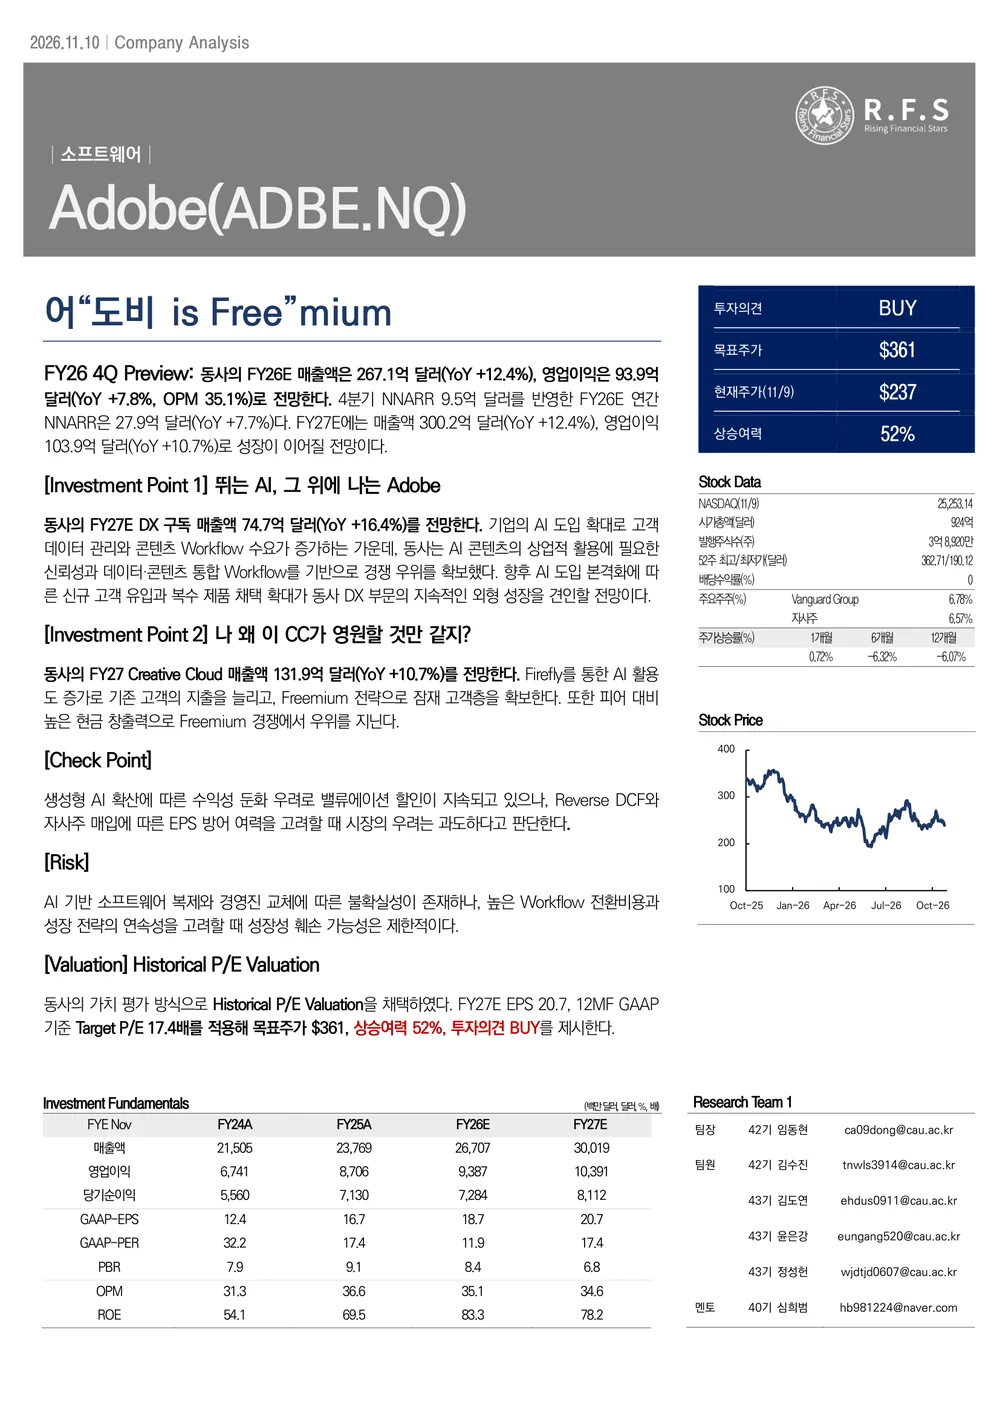 2026.11.10 | Company Analysis
R.F.S
Rising Financial Stars
R.F.S
Rising Financial Stars
| 소프트웨어 |
Adobe(ADBE.NQ)
어“도비 is Free”mium
FY26 4Q Preview: 동사의 FY26E 매출액은 267.1억 달러(YoY +12.4%), 영업이익은 93.9억
달러(YoY +7.8%, OPM 35.1%)로 전망한다. 4분기 NNARR 9.5억 달러를 반영한 FY26E 연간
NNARR은 27.9억 달러(YoY +7.7%)다. FY27E에는 매출액 300.2억 달러(YoY +12.4%), 영업이익
103.9억 달러(YoY +10.7%)로 성장이 이어질 전망이다.
[Investment Point 1] 뛰는 AI, 그 위에 나는 Adobe
동사의 FY27E DX 구독 매출액 74.7억 달러(YoY +16.4%)를 전망한다. 기업의 AI 도입 확대로 고객
데이터 관리와 콘텐츠 Workflow 수요가 증가하는 가운데, 동사는 AI 콘텐츠의 상업적 활용에 필요한
신뢰성과 데이터·콘텐츠 통합 Workflow를 기반으로 경쟁 우위를 확보했다. 향후 AI 도입 본격화에 따
른 신규 고객 유입과 복수 제품 채택 확대가 동사 DX 부문의 지속적인 외형 성장을 견인할 전망이다.
[Investment Point 2] 나 왜 이 CC가 영원할 것만 같지?
동사의 FY27 Creative Cloud 매출액 131.9억 달러(YoY +10.7%)를 전망한다. Firefly를 통한 AI 활용
도 증가로 기존 고객의 지출을 늘리고, Freemium 전략으로 잠재 고객층을 확보한다. 또한 피어 대비
높은 현금 창출력으로 Freemium 경쟁에서 우위를 지닌다.
[Check Point]
생성형 AI 확산에 따른 수익성 둔화 우려로 밸류에이션 할인이 지속되고 있으나, Reverse DCF와
자사주 매입에 따른 EPS 방어 여력을 고려할 때 시장의 우려는 과도하다고 판단한다.
[Risk]
AI 기반 소프트웨어 복제와 경영진 교체에 따른 불확실성이 존재하나, 높은 Workflow 전환비용과
성장 전략의 연속성을 고려할 때 성장성 훼손 가능성은 제한적이다.
[Valuation] Historical P/E Valuation
동사의 가치 평가 방식으로 Historical P/E Valuation을 채택하였다. FY27E EPS 20.7, 12MF GAAP
기준 Target P/E 17.4배를 적용해 목표주가 $361, 상승여력 52%, 투자의견 BUY를 제시한다.
투자의견 BUY
목표주가 $361
현재주가(11/9) $237
상승여력 52%
Stock Data
NASDAQ(11/9) 25,253.14
시가총액(달러) 924억
발행주식수(주) 3억 8,920만
52주 최고/최저가(달러) 362.71/190.12
배당수익률(%) 0
주요주주(%) Vanguard Group 6.78%
자사주 6.57%
주가상승률(%) 1개월 6개월 12개월
0.72% -6.32% -6.07%
Stock Price
400
300
200
100
Oct-25 Jan-26 Apr-26 Jul-26 Oct-26
Investment Fundamentals (백만 달러, 달러, %, 배)
FYE Nov FY24A FY25A FY26E FY27E
매출액 21,505 23,769 26,707 30,019
영업이익 6,741 8,706 9,387 10,391
당기순이익 5,560 7,130 7,284 8,112
GAAP-EPS 12.4 16.7 18.7 20.7
GAAP-PER 32.2 17.4 11.9 17.4
PBR 7.9 9.1 8.4 6.8
OPM 31.3 36.6 35.1 34.6
ROE 54.1 69.5 83.3 78.2
Research Team 1
팀장 42기 임동현 ca09dong@cau.ac.kr
팀원 42기 김수진 tnwls3914@cau.ac.kr
43기 김도연 ehdus0911@cau.ac.kr
43기 윤은강 eungang520@cau.ac.kr
43기 정성헌 wjdtjd0607@cau.ac.kr
멘토 40기 심희범 hb981224@naver.com